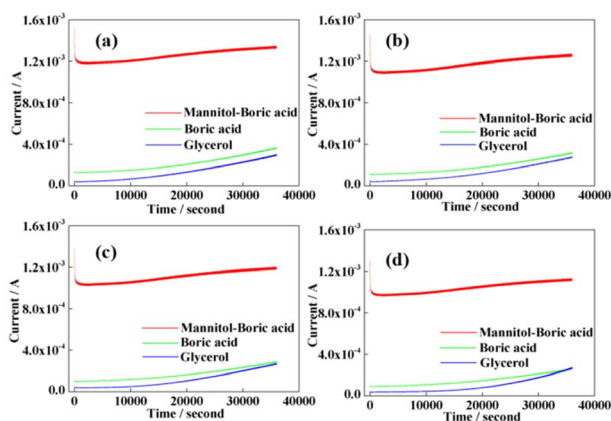 1.6x10⁻³
(a)
1.2x10⁻³
8.0x10⁻⁴
4.0x10⁻⁴
0.0
Current / A
Mannitol-Boric acid
Boric acid
Glycerol
0 10000 20000 30000 40000
Time / second
1.6x10⁻³
(b)
1.2x10⁻³
8.0x10⁻⁴
4.0x10⁻⁴
0.0
Current / A
Mannitol-Boric acid
Boric acid
Glycerol
0 10000 20000 30000 40000
Time / second
1.6x10⁻³
(c)
1.2x10⁻³
8.0x10⁻⁴
4.0x10⁻⁴
0.0
Current / A
Mannitol-Boric acid
Boric acid
Glycerol
0 10000 20000 30000 40000
Time / second
1.6x10⁻³
(d)
1.2x10⁻³
8.0x10⁻⁴
4.0x10⁻⁴
0.0
Current / A
Mannitol-Boric acid
Boric acid
Glycerol
0 10000 20000 30000 40000
Time / second